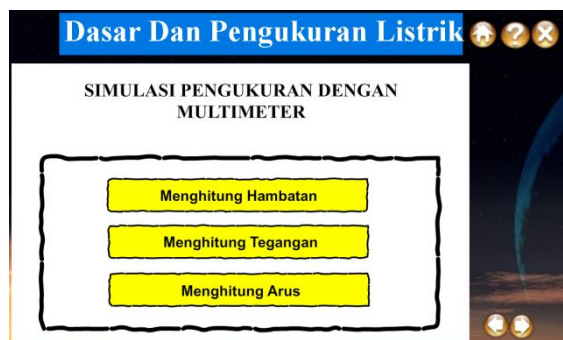 Dasar Dan Pengukuran Listrik
?
SIMULASI PENGUKURAN DENGAN
MULTIMETER
Menghitung Hambatan
Menghitung Tegangan
Menghitung Arus